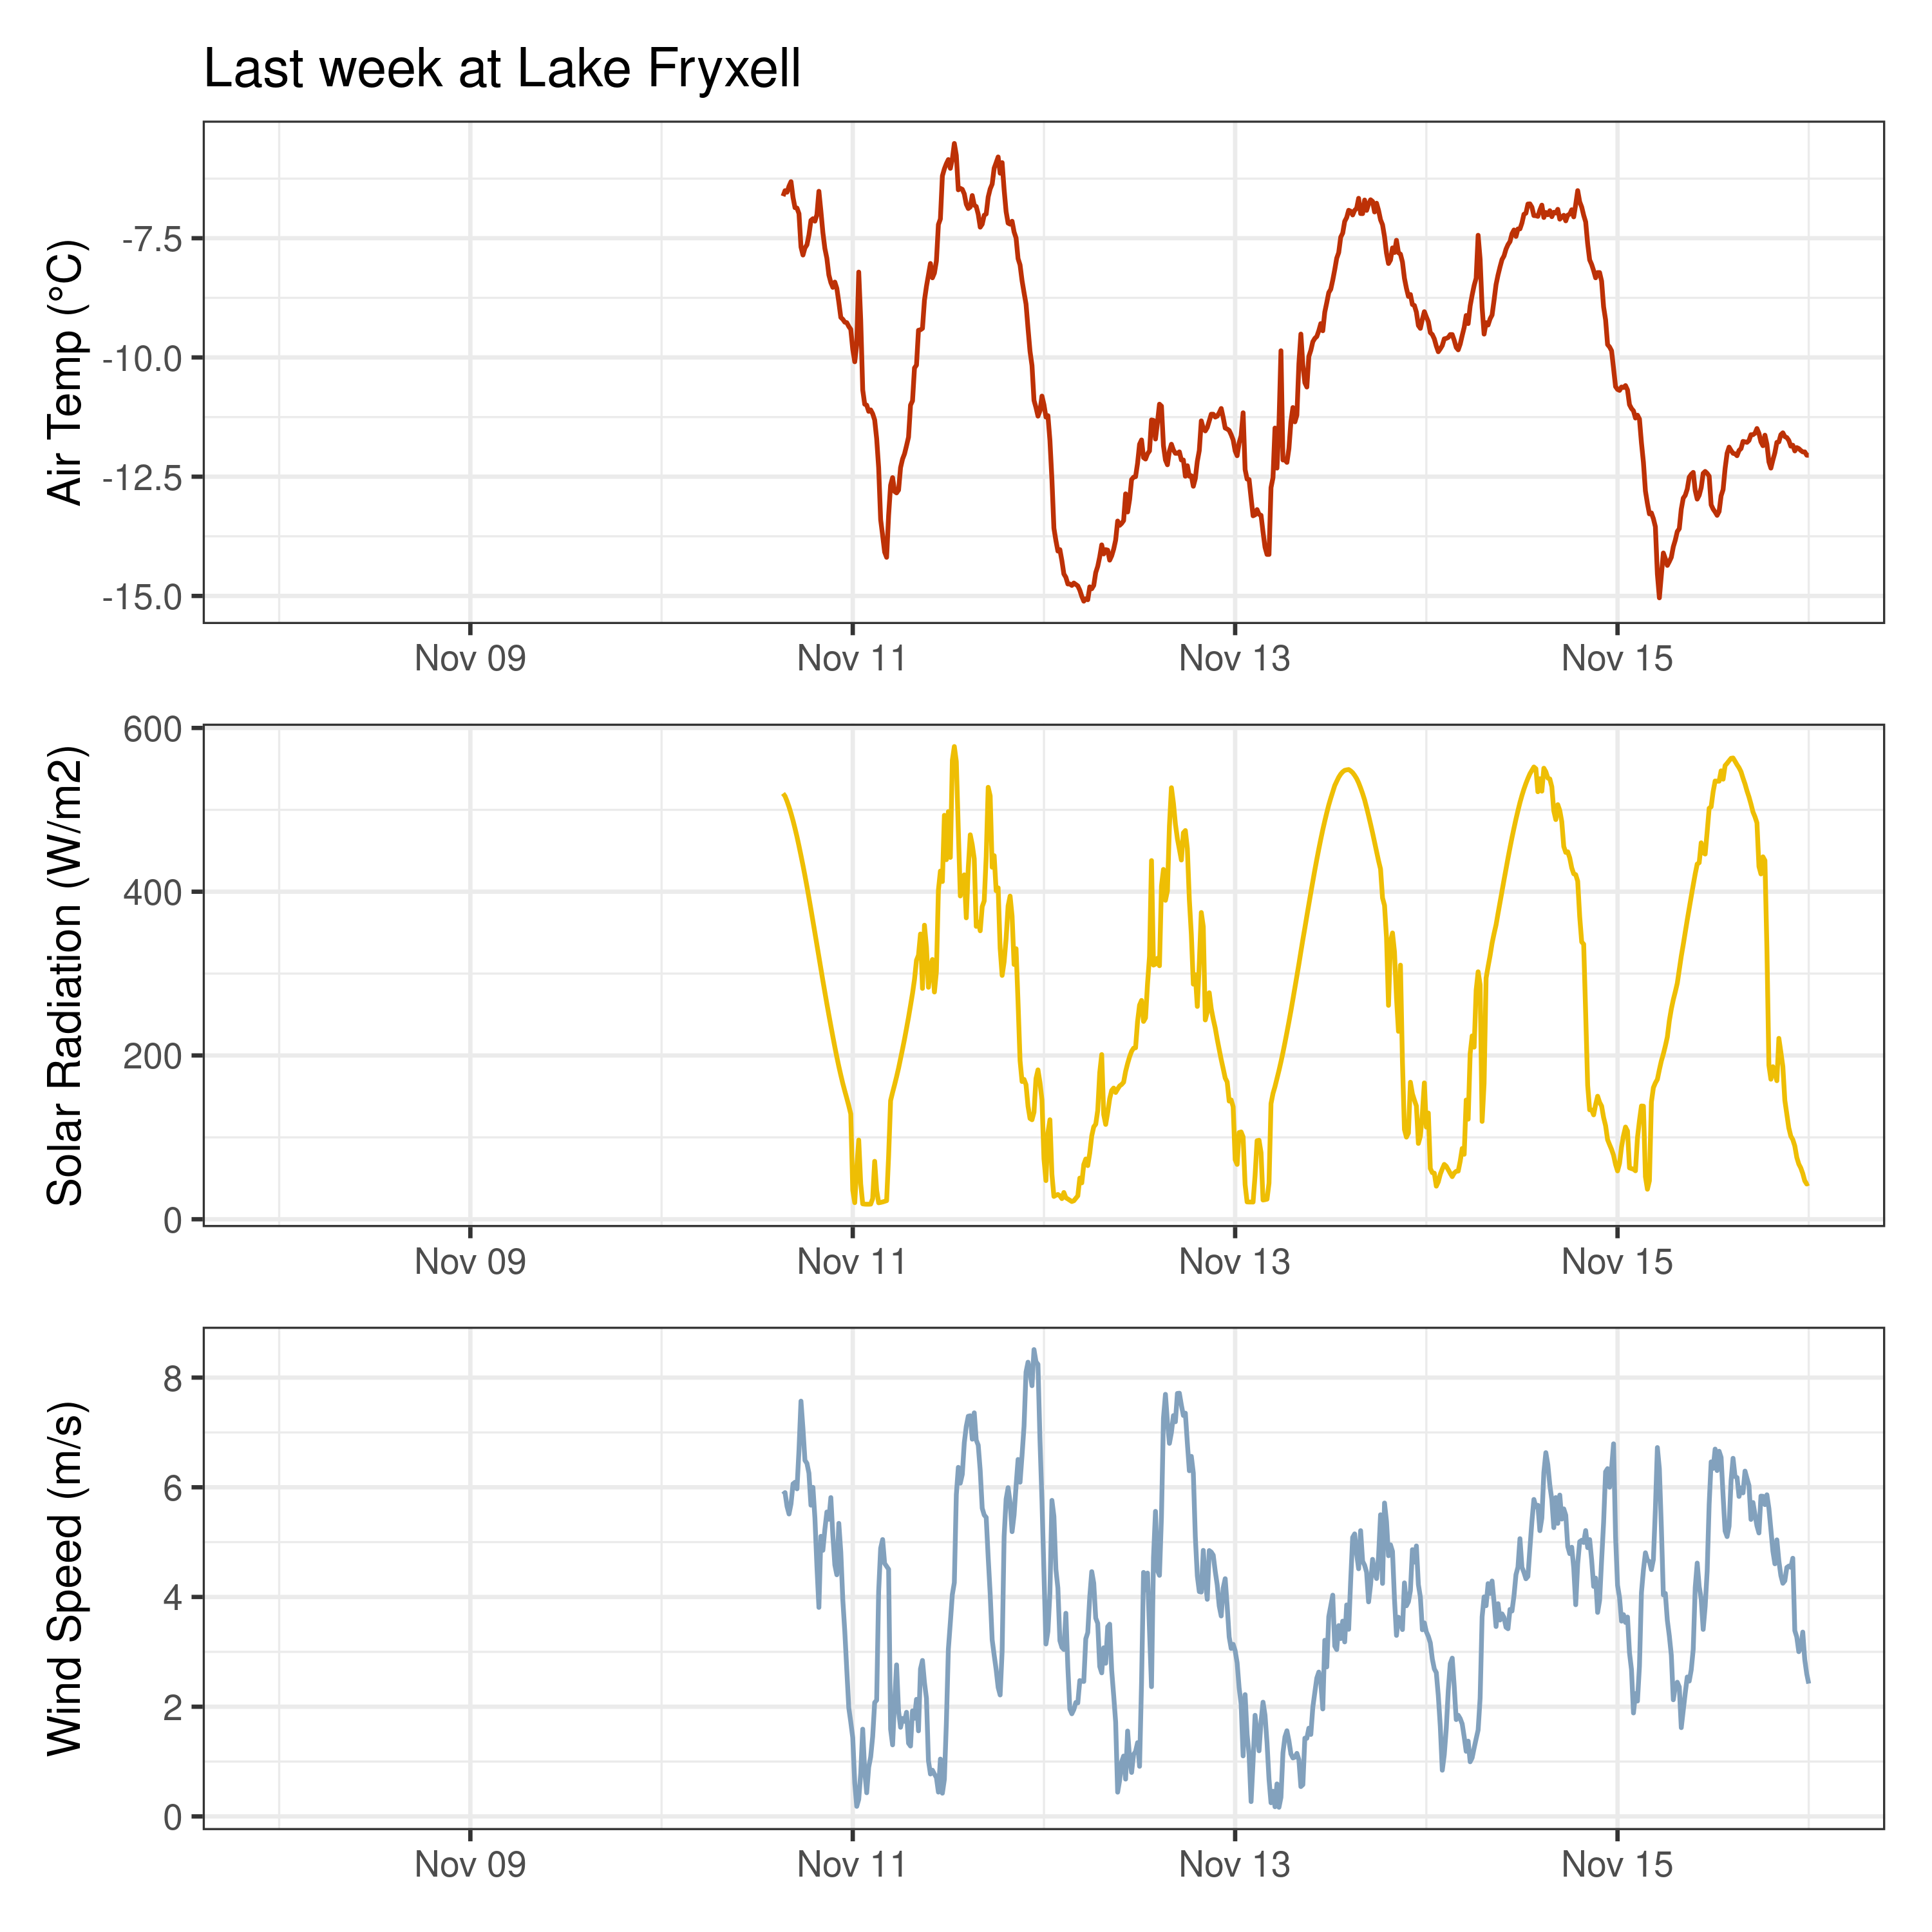 Last week at Lake Fryxell
Air Temp (°C)
-7.5
-10.0
-12.5
-15.0
Nov 09 Nov 11 Nov 13 Nov 15
Solar Radiation (W/m2)
600
400
200
0
Nov 09 Nov 11 Nov 13 Nov 15
Wind Speed (m/s)
8
6
4
2
0
Nov 09 Nov 11 Nov 13 Nov 15